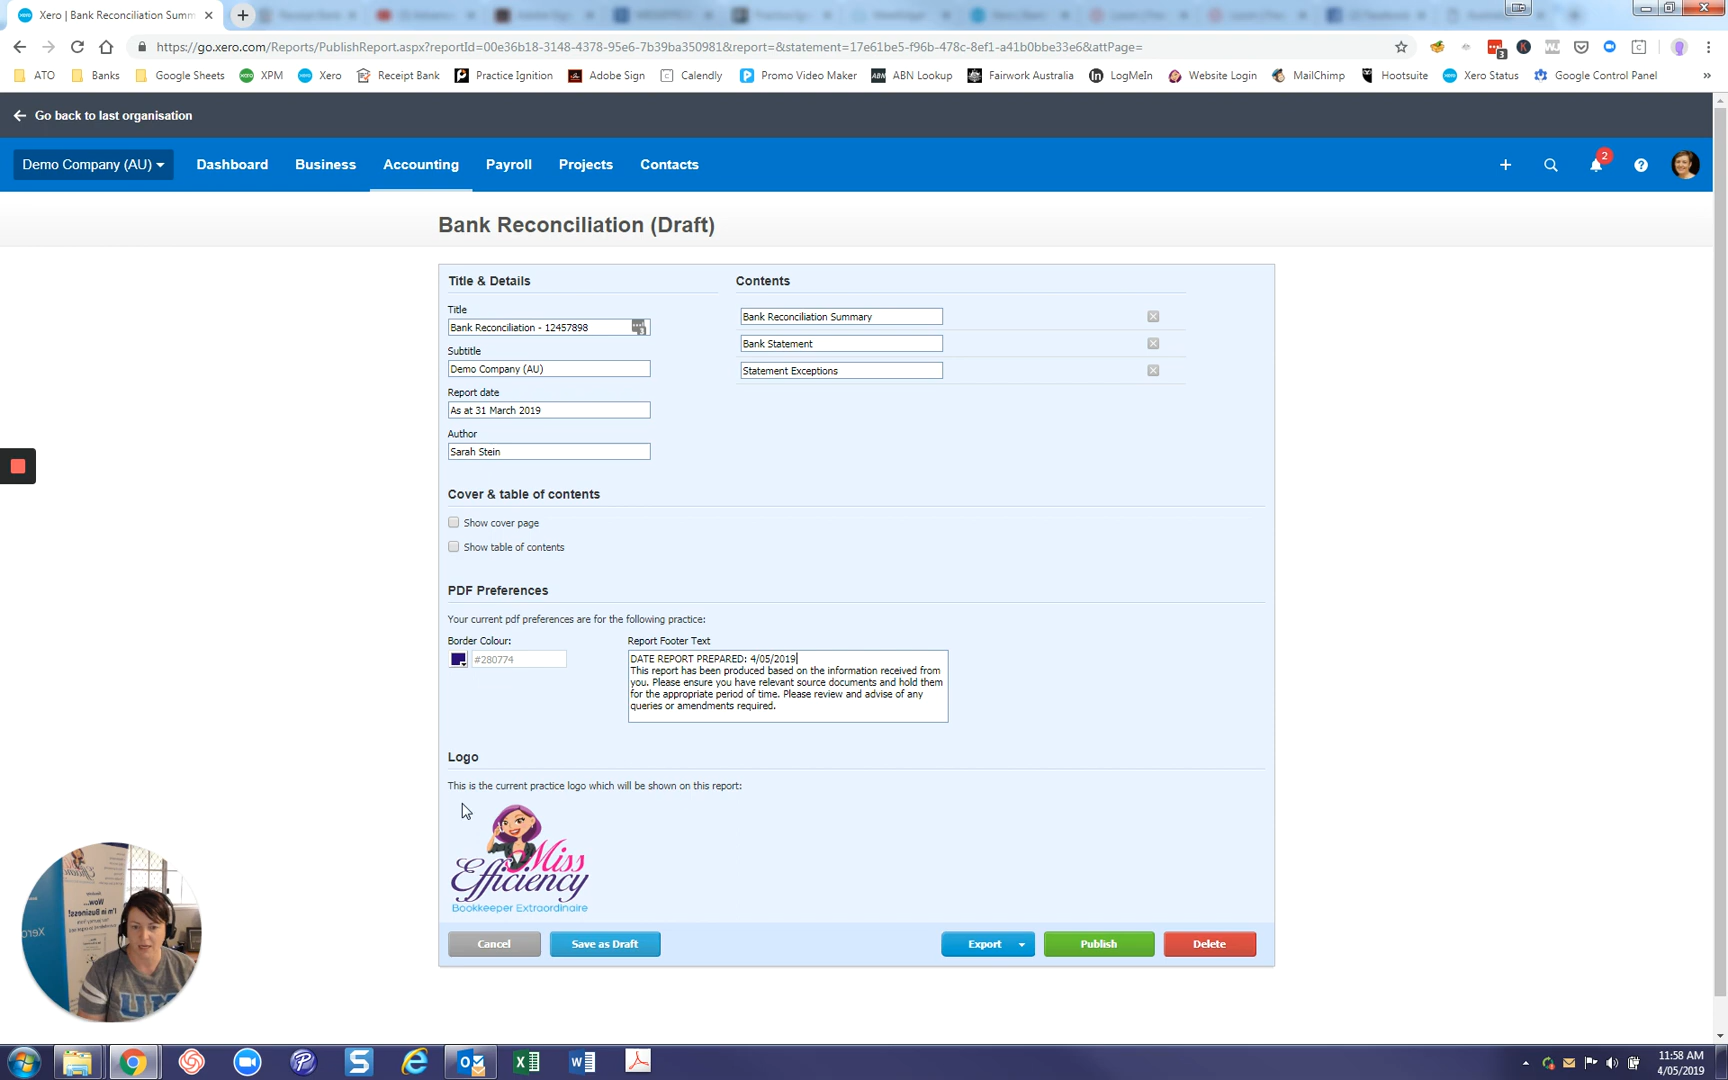 Xero | Bank Reconciliation Summ
https://go.xero.com/Reports/PublishReport.aspx?reportId=00e36b18-3148-4378-95e6-7b39ba350981&report=&statement=17e61be5-f96b-478c-8ef1-a41b0bbe33e6&attPage=
ATO Banks Google Sheets XPM Xero Receipt Bank Practice Ignition Adobe Sign Calendly Promo Video Maker ABN Lookup Fairwork Australia LogMeIn Website Login MailChimp Hootsuite Xero Status Google Control Panel
Go back to last organisation
Demo Company (AU) Dashboard Business Accounting Payroll Projects Contacts 2
Bank Reconciliation (Draft)
Title & Details
Title
Bank Reconciliation - 12457898
Subtitle
Demo Company (AU)
Report date
As at 31 March 2019
Author
Sarah Stein
Contents
Bank Reconciliation Summary
Bank Statement
Statement Exceptions
Cover & table of contents
Show cover page
Show table of contents
PDF Preferences
Your current pdf preferences are for the following practice:
Border Colour:
#280774
Report Footer Text
DATE REPORT PREPARED: 4/05/2019
This report has been produced based on the information received from
you. Please ensure you have relevant source documents and hold them
for the appropriate period of time. Please review and advise of any
queries or amendments required.
Logo
This is the current practice logo which will be shown on this report:
Miss
Efficiency
Bookkeeper Extraordinaire
Cancel Save as Draft Export Publish Delete
11:58 AM
4/05/2019